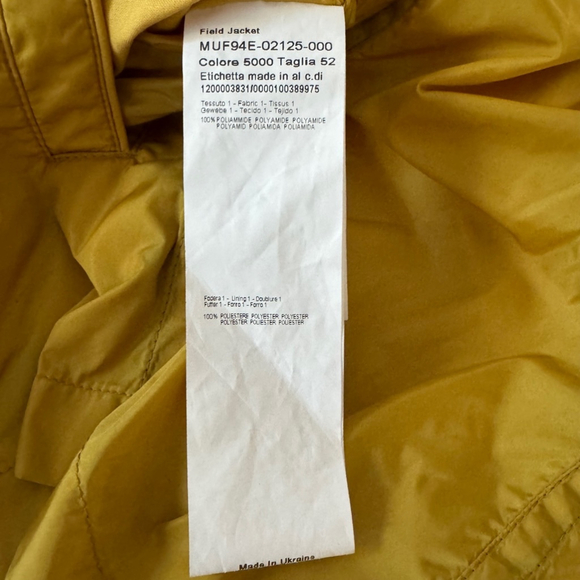 Field Jacket
MUF94E-02125-000
Colore 5000 Taglia 52
Etichetta made in al c.di
1200003831/0000100389975
Tessuto 1 - Fabric 1 - Tissus 1
Gewebe 1 - Tecido 1 - Tejido 1
100% POLIAMMIDE POLYAMIDE POLYAMIDE
POLYAMID POLIAMIDA POLIAMIDA
Fodera 1 - Lining 1 - Doublure 1
Futter 1 - Forro 1 - Forro 1
100% POLIESTERE POLYESTER POLYESTER
POLYESTER POLIESTER POLIESTER
Made In Ukraine